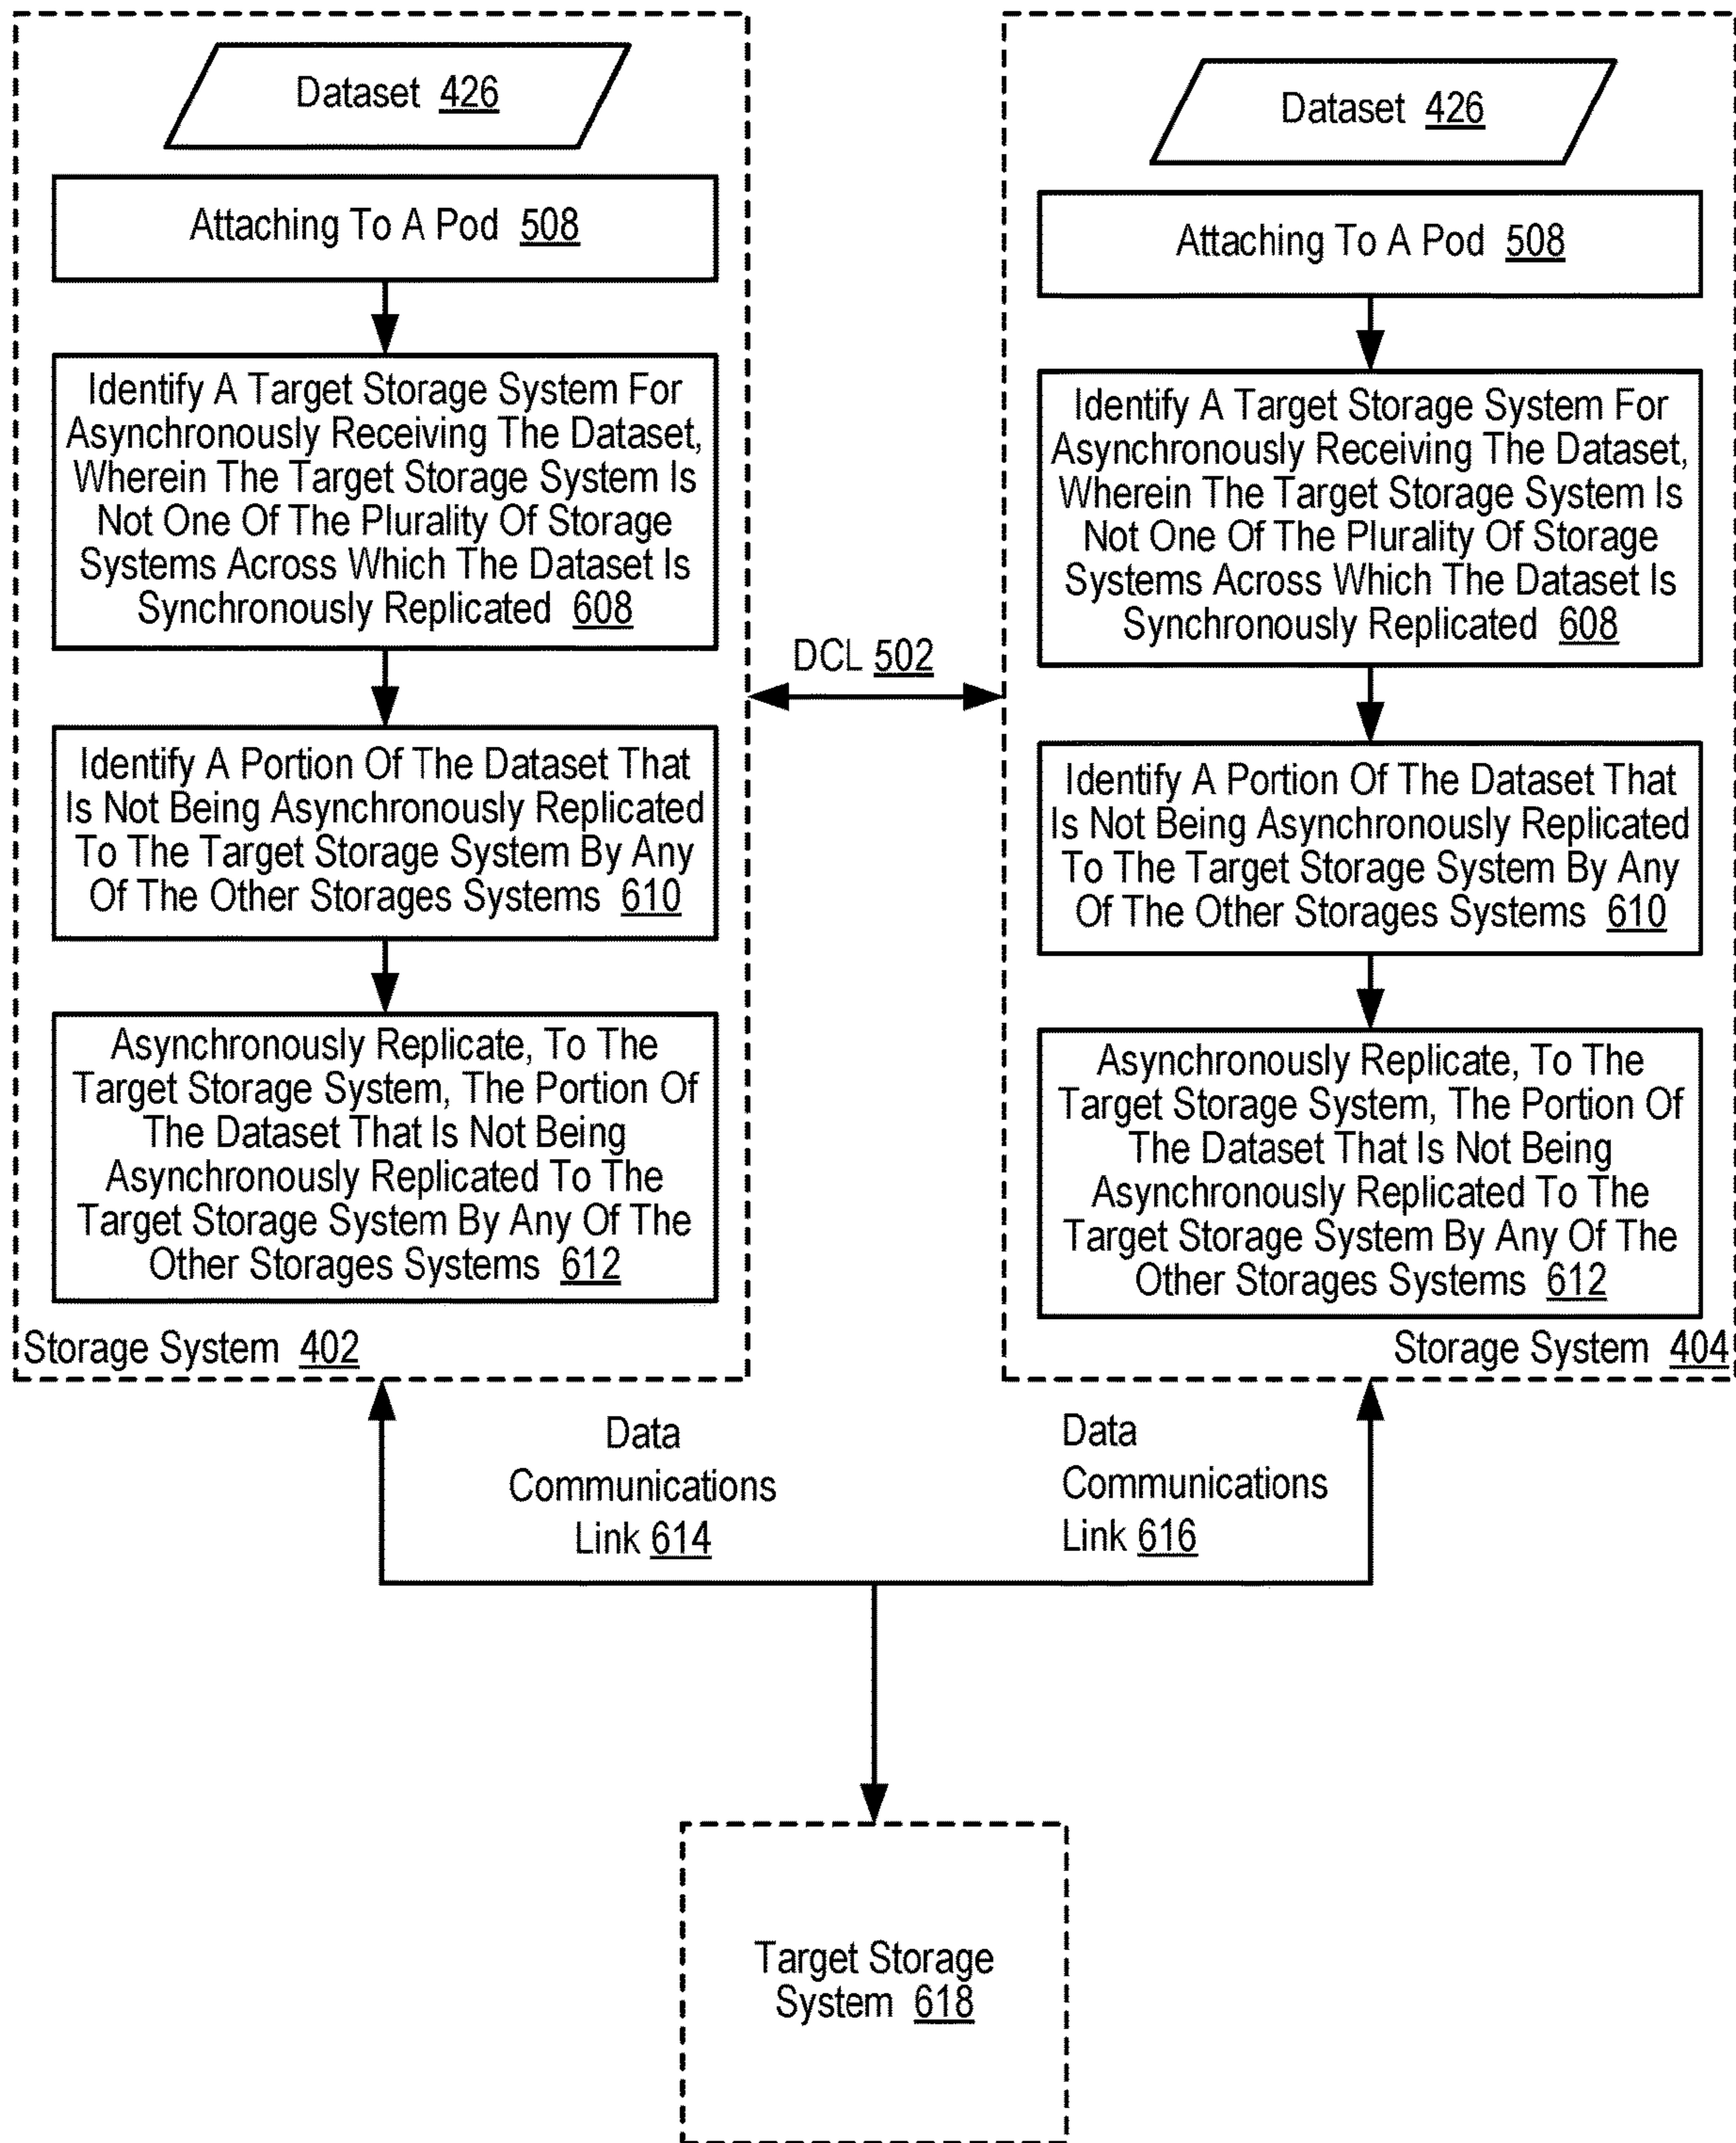 Dataset 426
Attaching To A Pod 508
Identify A Target Storage System For
Asynchronously Receiving The Dataset,
Wherein The Target Storage System Is
Not One Of The Plurality Of Storage
Systems Across Which The Dataset Is
Synchronously Replicated 608
Identify A Portion Of The Dataset That
Is Not Being Asynchronously Replicated
To The Target Storage System By Any
Of The Other Storages Systems 610
Asynchronously Replicate, To The
Target Storage System, The Portion Of
The Dataset That Is Not Being
Asynchronously Replicated To The
Target Storage System By Any Of The
Other Storages Systems 612
Storage System 402
DCL 502
Dataset 426
Attaching To A Pod 508
Identify A Target Storage System For
Asynchronously Receiving The Dataset,
Wherein The Target Storage System Is
Not One Of The Plurality Of Storage
Systems Across Which The Dataset Is
Synchronously Replicated 608
Identify A Portion Of The Dataset That
Is Not Being Asynchronously Replicated
To The Target Storage System By Any
Of The Other Storages Systems 610
Asynchronously Replicate, To The
Target Storage System, The Portion Of
The Dataset That Is Not Being
Asynchronously Replicated To The
Target Storage System By Any Of The
Other Storages Systems 612
Storage System 404
Data
Communications
Link 614
Data
Communications
Link 616
Target Storage
System 618